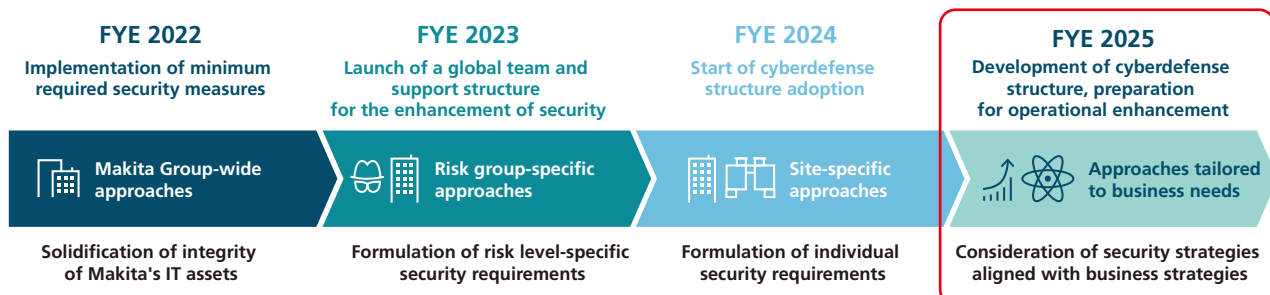 FYE 2022
Implementation of minimum
required security measures
Makita Group-wide
approaches
Solidification of integrity
of Makita's IT assets
FYE 2023
Launch of a global team and
support structure
for the enhancement of security
Risk group-specific
approaches
Formulation of risk level-specific
security requirements
FYE 2024
Start of cyberdefense
structure adoption
Site-specific
approaches
Formulation of individual
security requirements
FYE 2025
Development of cyberdefense
structure, preparation
for operational enhancement
Approaches tailored
to business needs
Consideration of security strategies
aligned with business strategies